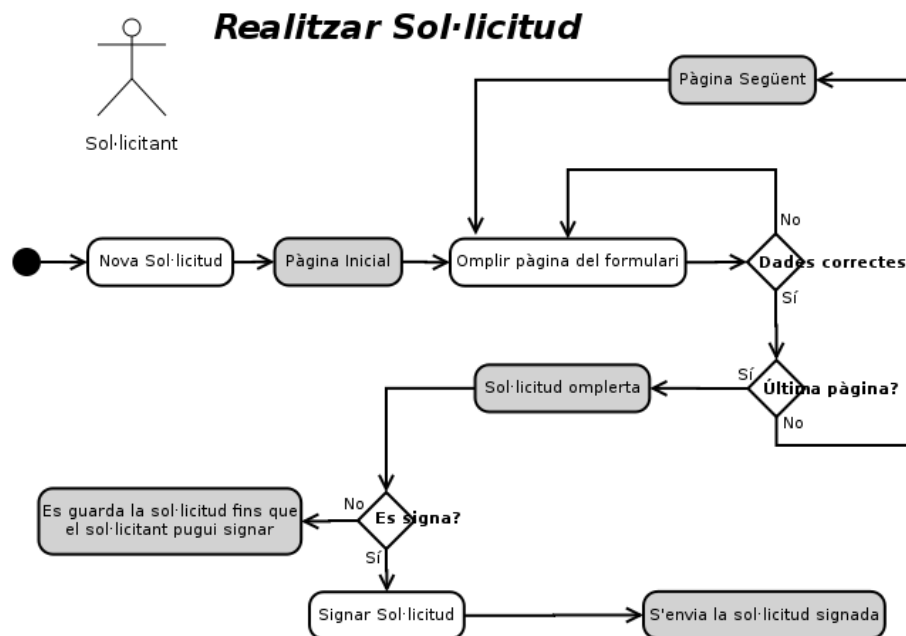 Realitzar Sol·licitud
Sol·licitant
Pàgina Següent
No
Nova Sol·licitud
Pàgina Inicial
Omplir pàgina del formulari
Dades correctes
Sí
Sí
Sol·licitud omplerta
Última pàgina?
No
Es guarda la sol·licitud fins que
el sol·licitant pugui signar
No
Es signa?
Sí
Signar Sol·licitud
S'envia la sol·licitud signada